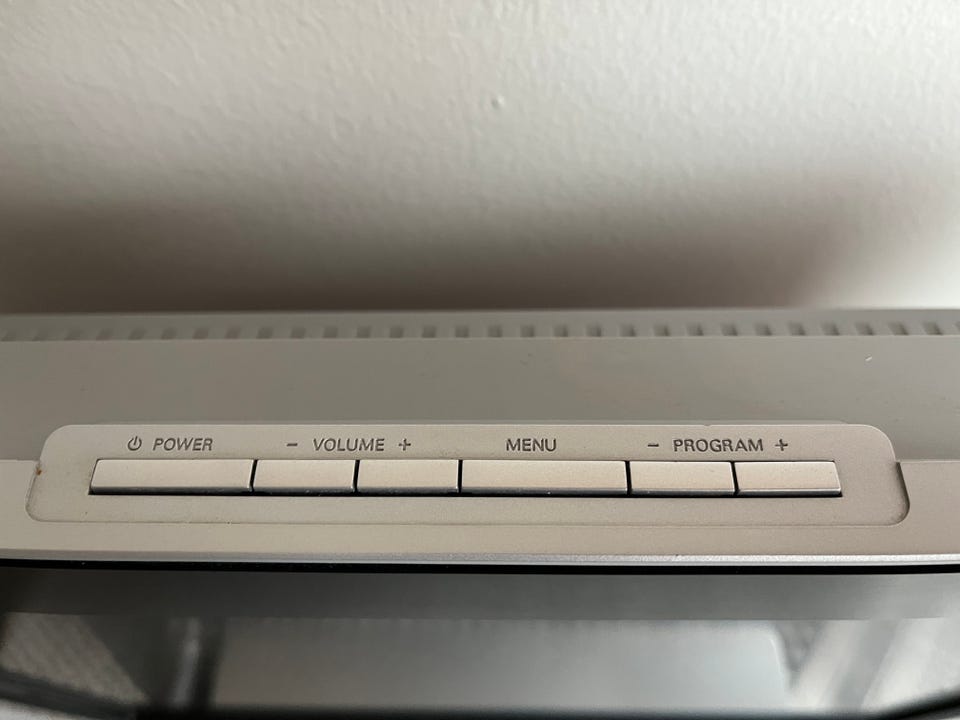 ⏻ POWER - VOLUME + MENU - PROGRAM +